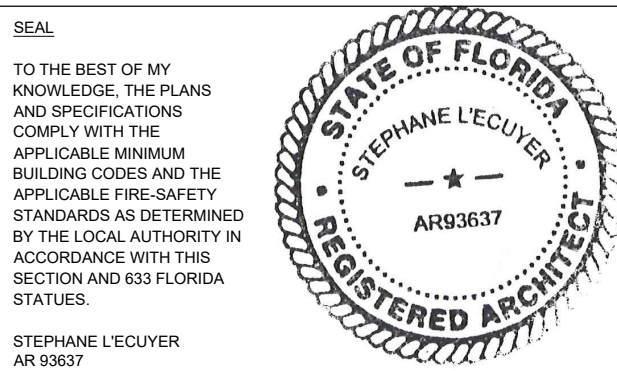 SEAL
TO THE BEST OF MY
KNOWLEDGE, THE PLANS
AND SPECIFICATIONS
COMPLY WITH THE
APPLICABLE MINIMUM
BUILDING CODES AND THE
APPLICABLE FIRE-SAFETY
STANDARDS AS DETERMINED
BY THE LOCAL AUTHORITY IN
ACCORDANCE WITH THIS
SECTION AND 633 FLORIDA
STATUES.
STEPHANE L'ECUYER
AR 93637
STATE OF FLORIDA
STEPHANE L'ECUYER
AR93637
REGISTERED ARCHITECT